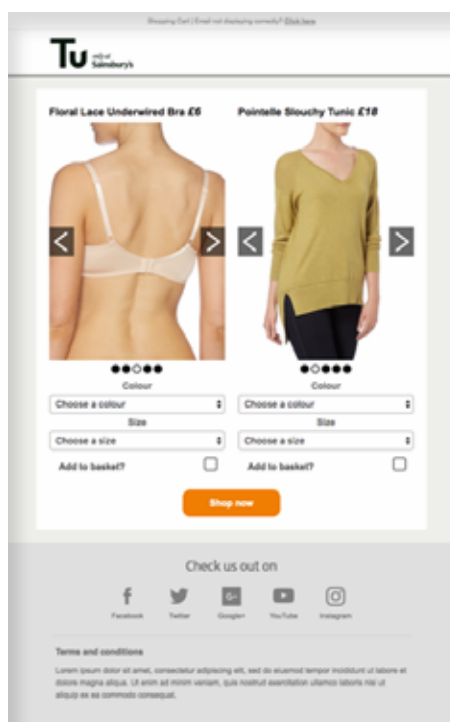 Shopping Cart | Email not displaying correctly? Click here
Tu
Sainsbury's
Floral Lace Underwired Bra £6
Pointelle Slouchy Tunic £18
Colour
Colour
Choose a colour
Choose a colour
Size
Size
Choose a size
Choose a size
Add to basket?
Add to basket?
Shop now
Check us out on
G+
Facebook
Twitter
Google+
YouTube
Instagram
Terms and conditions
Lorem ipsum dolor sit amet, consectetur adipiscing elit, sed do eiusmod tempor incididunt ut labore et
dolore magna aliqua. Ut enim ad minim veniam, quis nostrud exercitation ullamco laboris nisi ut
aliquip ex ea commodo consequat.